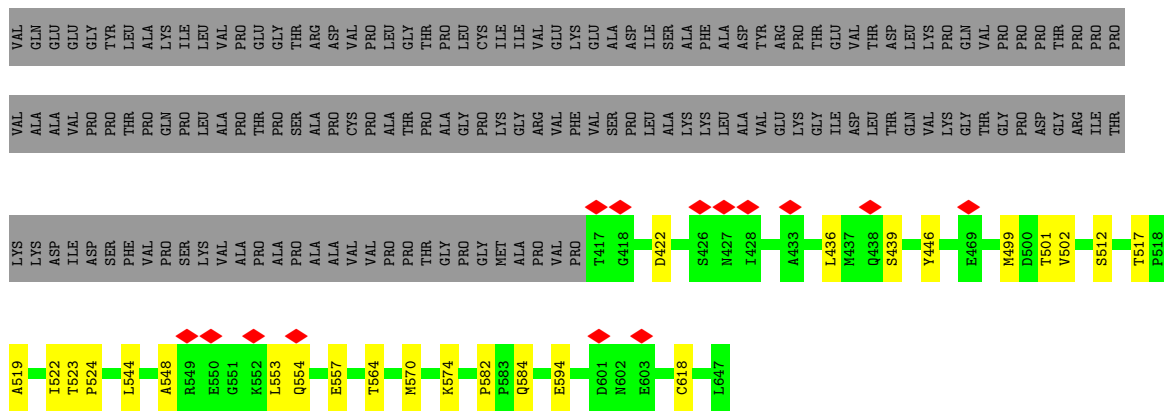 VAL GLN GLU GLU GLY TYR LEU ALA LYS ILE LEU VAL PRO GLU GLY THR ARG ASP VAL PRO LEU GLY THR PRO LEU CYS ILE ILE VAL GLU LYS GLU ALA ASP ILE SER ALA PHE ALA ASP TYR ARG PRO THR GLU VAL THR ASP LEU LYS PRO GLN VAL PRO PRO PRO THR PRO PRO PRO
VAL ALA ALA VAL PRO PRO THR PRO GLN PRO LEU ALA PRO THR PRO SER ALA PRO CYS PRO ALA THR PRO ALA GLY PRO LYS GLY ARG VAL PHE VAL SER PRO LEU ALA LYS LYS LEU ALA VAL GLU LYS GLY ILE ASP LEU THR GLN VAL LYS GLY THR GLY PRO ASP GLY ARG ILE THR
LYS LYS ASP ILE ASP SER PHE VAL PRO SER LYS VAL ALA PRO ALA PRO ALA ALA VAL VAL PRO PRO THR GLY PRO GLY MET ALA PRO VAL PRO T417 G418 D422 S426 N427 I428 A433 L436 M437 Q438 S439 Y446 E469 M499 D500 T501 V502 S512 T517 P518
A519 I522 T523 P524 L544 A548 R549 E550 G551 K552 L553 Q554 E557 T564 M570 K574 P582 P583 Q584 E594 D601 N602 E603 C618 L647